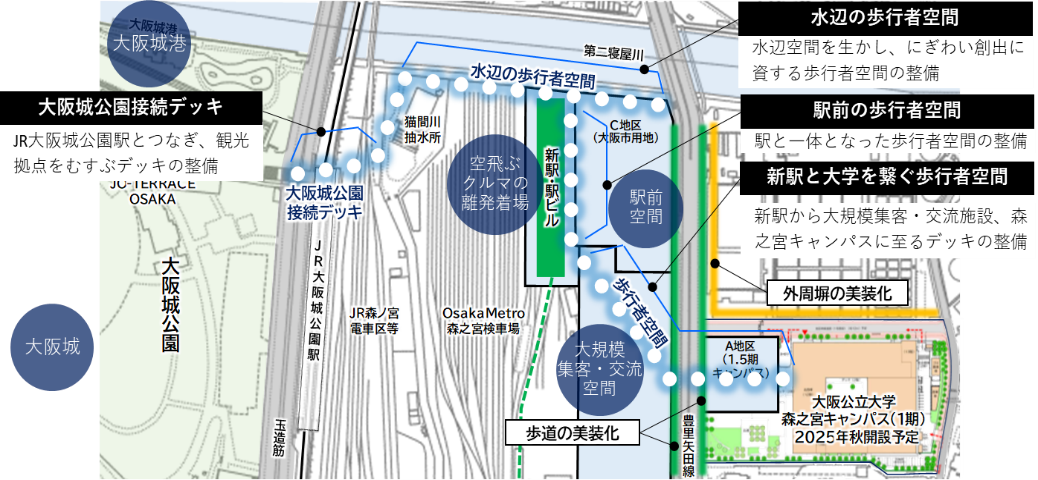 大阪城港
大阪城港
水辺の歩行者空間
水辺空間を生かし、にぎわい創出に
資する歩行者空間の整備
第二寝屋川
水辺の歩行者空間
大阪城公園接続デッキ
JR大阪城公園駅とつなぎ、観光
拠点をむすぶデッキの整備
JO-TERRACE
OSAKA
大阪城公園
接続デッキ
猫間川
抽水所
空飛ぶ
クルマの
離発着場
新駅・駅ビル
C地区
(大阪市用地)
駅前
空間
駅前の歩行者空間
駅と一体となった歩行者空間の整備
新駅と大学を繋ぐ歩行者空間
新駅から大規模集客・交流施設、森
之宮キャンパスに至るデッキの整備
外周塀の美装化
大阪城公園
大阪城
JR大阪城公園駅
JR森ノ宮
電車区等
OsakaMetro
森之宮検車場
歩行者空間
大規模
集客・交流
空間
A地区
(1.5期
キャンパス)
大阪公立大学
森之宮キャンパス(1期)
2025年秋開設予定
歩道の美装化
玉造筋
豊里矢田線